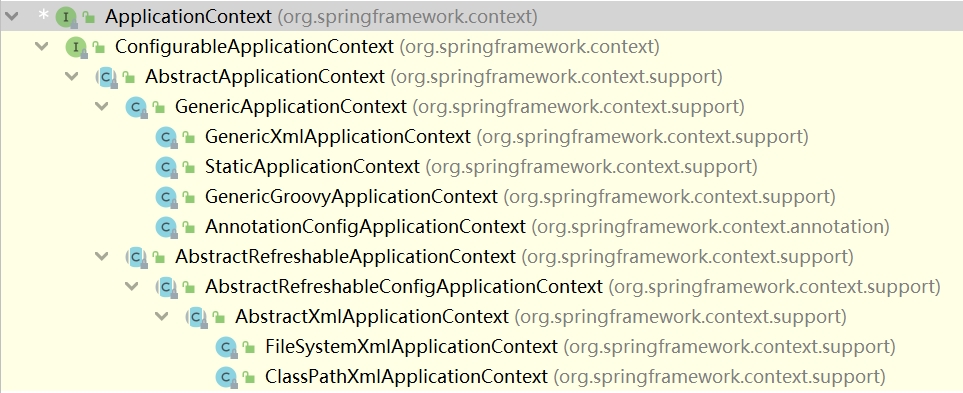 * ApplicationContext (org.springframework.context)
ConfigurableApplicationContext (org.springframework.context)
AbstractApplicationContext (org.springframework.context.support)
GenericApplicationContext (org.springframework.context.support)
GenericXmlApplicationContext (org.springframework.context.support)
StaticApplicationContext (org.springframework.context.support)
GenericGroovyApplicationContext (org.springframework.context.support)
AnnotationConfigApplicationContext (org.springframework.context.annotation)
AbstractRefreshableApplicationContext (org.springframework.context.support)
AbstractRefreshableConfigApplicationContext (org.springframework.context.support)
AbstractXmlApplicationContext (org.springframework.context.support)
FileSystemXmlApplicationContext (org.springframework.context.support)
ClassPathXmlApplicationContext (org.springframework.context.support)